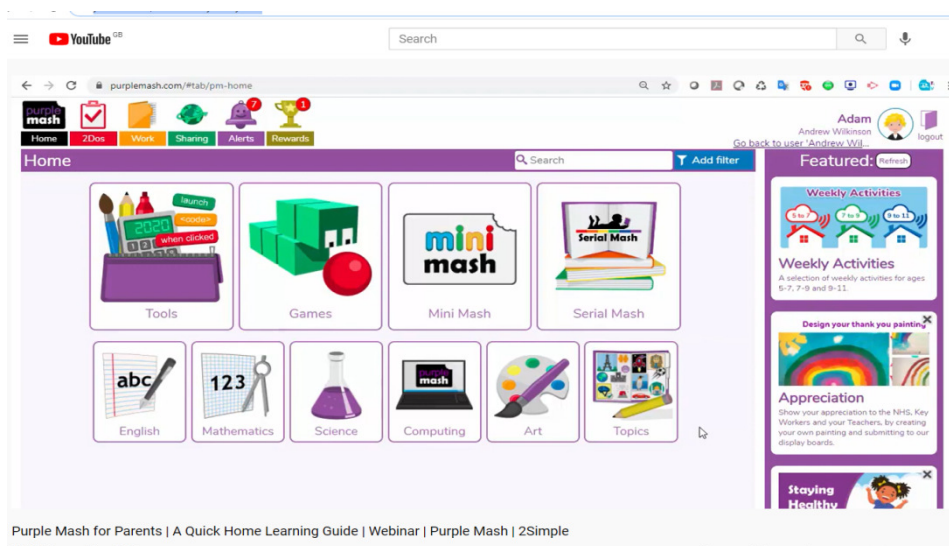 YouTube GB
Search
purplemash.com/#tab/pm-home
purple
mash
7
1
Home
2Dos
Work
Sharing
Alerts
Rewards
Adam
Andrew Wilkinson
Go back to user 'Andrew Wil...
logout
Home
Search
Add filter
Featured:
Refresh
launch
<code>
2020
when clicked
Tools
Games
mini
mash
Mini Mash
Serial Mash
Serial Mash
abc
English
123
Mathematics
Science
purple
mash
Computing
Art
Topics
Weekly Activities
5 to 7
7 to 9
9 to 11
Weekly Activities
A selection of weekly activities for ages
5-7, 7-9 and 9-11
Design your thank you painting
Appreciation
Show your appreciation to the NHS, Key
Workers and your Teachers, by creating
your own painting and submitting to our
display boards.
Staying
Healthy
Purple Mash for Parents | A Quick Home Learning Guide | Webinar | Purple Mash | 2Simple